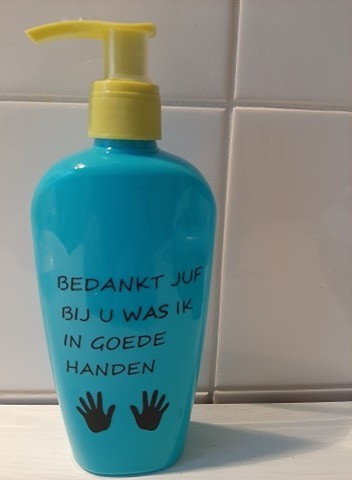 BEDANKT JUF
BIJ U WAS IK
IN GOEDE
HANDEN